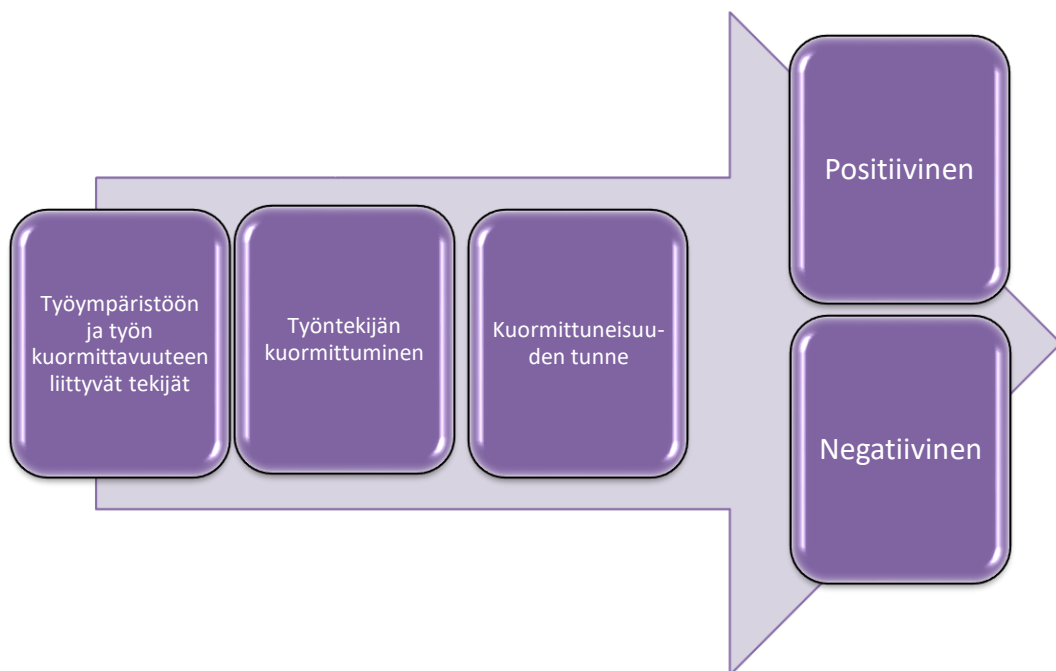 Työympäristöön
ja työn
kuormittavuuteen
liittyvät tekijät
Työntekijän
kuormittuminen
Kuormittuneisuu-
den tunne
Positiivinen
Negatiivinen